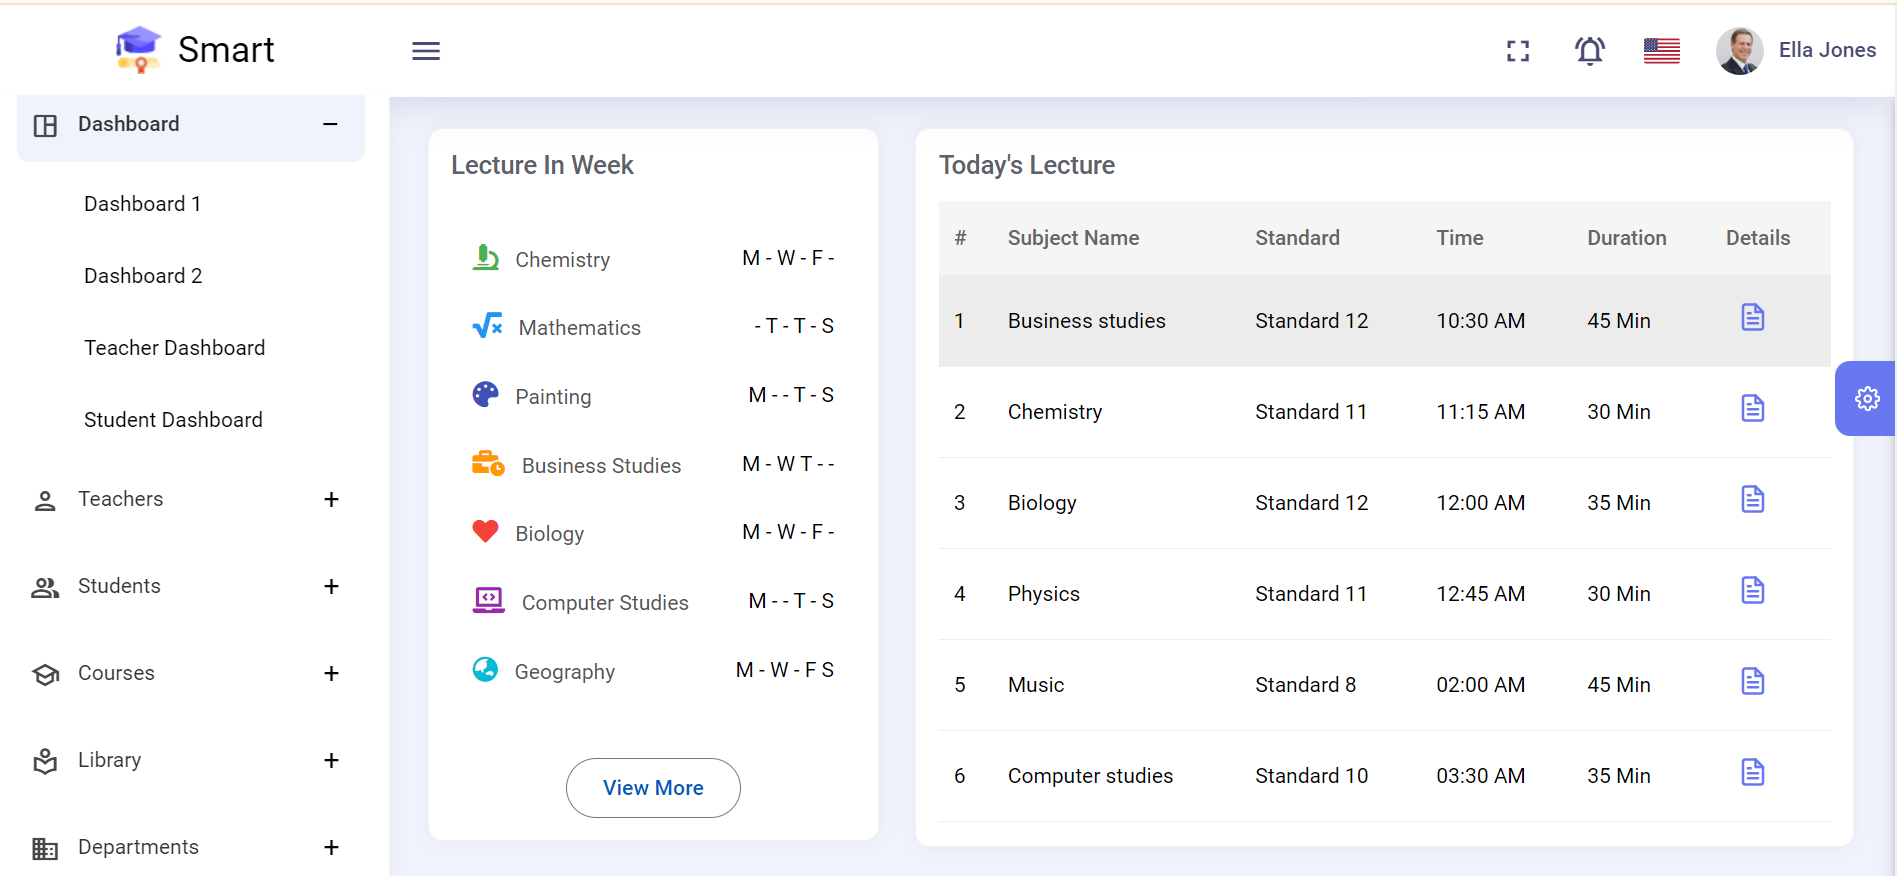 Smart
Ella Jones
Dashboard
Dashboard 1
Dashboard 2
Teacher Dashboard
Student Dashboard
Teachers +
Students +
Courses +
Library +
Departments +
Lecture In Week
Chemistry M - W - F -
Mathematics - T - T - S
Painting M - - T - S
Business Studies M - W T - -
Biology M - W - F -
Computer Studies M - - T - S
Geography M - W - F S
View More
Today's Lecture
# Subject Name Standard Time Duration Details
1 Business studies Standard 12 10:30 AM 45 Min
2 Chemistry Standard 11 11:15 AM 30 Min
3 Biology Standard 12 12:00 AM 35 Min
4 Physics Standard 11 12:45 AM 30 Min
5 Music Standard 8 02:00 AM 45 Min
6 Computer studies Standard 10 03:30 AM 35 Min